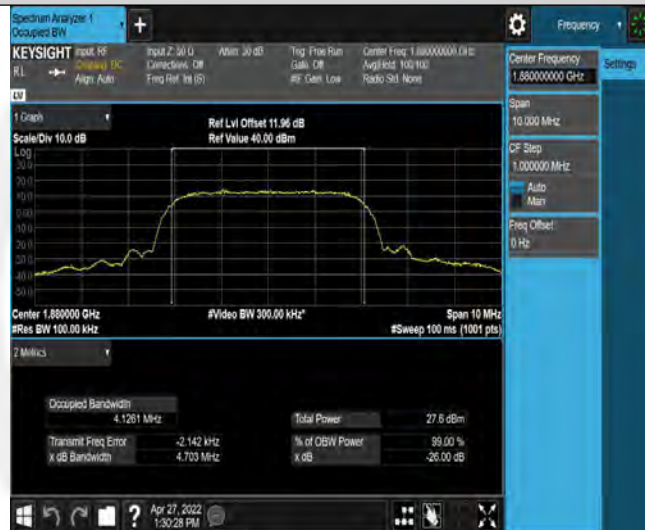 Spectrum Analyzer 1
Occupied BW
Frequency
KEYSIGHT
RL
Input: RF
Coupling: DC
Align: Auto
Input Z: 50 Ω
Corrections: Off
Freq Ref: Int (S)
Atten: 30 dB
Trig: Free Run
Gate: Off
#IF Gain: Low
Center Freq: 1.880000000 GHz
Avg|Hold: 100/100
Radio Std: None
Center Frequency
1.880000000 GHz
Settings
Span
10.000 MHz
CF Step
1.000000 MHz
Auto
Man
Freq Offset
0 Hz
LV
1 Graph
Scale/Div 10.0 dB
Ref Lvl Offset 11.96 dB
Ref Value 40.00 dBm
Log
Center 1.880000 GHz
#Video BW 300.00 kHz*
Span 10 MHz
#Res BW 100.00 kHz
#Sweep 100 ms (1001 pts)
2 Metrics
Occupied Bandwidth
4.1261 MHz
Total Power
27.6 dBm
Transmit Freq Error
-2.142 kHz
% of OBW Power
99.00 %
x dB Bandwidth
4.703 MHz
x dB
-26.00 dB
?
Apr 27, 2022
1:30:28 PM